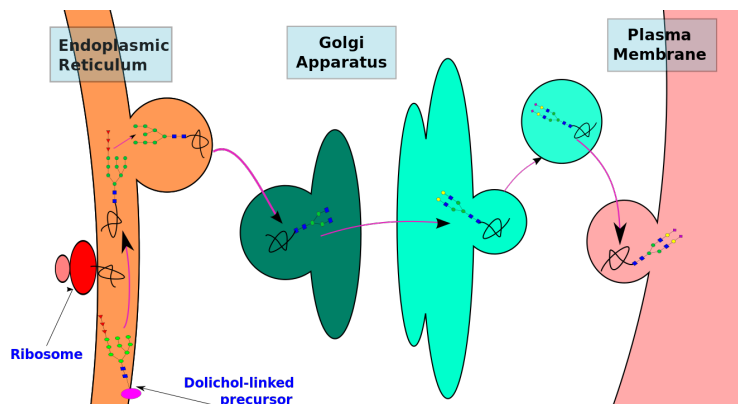 Endoplasmic
Reticulum
Golgi
Apparatus
Plasma
Membrane
Ribosome
Dolichol-linked
precursor